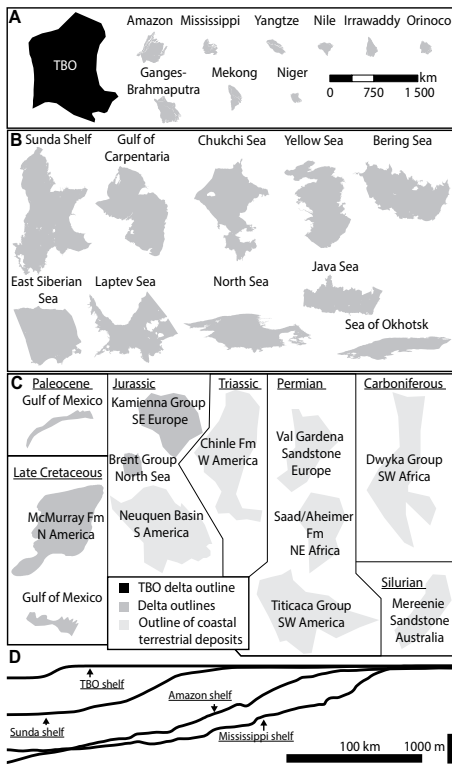 A
TBO
Amazon Mississippi Yangtze Nile Irrawaddy Orinoco
Ganges-
Brahmaputra
Mekong Niger
km
0 750 1 500
B
Sunda Shelf
Gulf of
Carpentaria
Chukchi Sea
Yellow Sea
Bering Sea
East Siberian
Sea
Laptev Sea
North Sea
Java Sea
Sea of Okhotsk
C
Paleocene
Gulf of Mexico
Late Cretaceous
McMurray Fm
N America
Gulf of Mexico
Jurassic
Kamienna Group
SE Europe
Brent Group
North Sea
Neuquen Basin
S America
Triassic
Chinle Fm
W America
Permian
Val Gardena
Sandstone
Europe
Saad/Aheimer
Fm
NE Africa
Titicaca Group
SW America
Carboniferous
Dwyka Group
SW Africa
Silurian
Mereenie
Sandstone
Australia
TBO delta outline
Delta outlines
Outline of coastal
terrestrial deposits
D
TBO shelf
Amazon shelf
Sunda shelf
Mississippi shelf
100 km 1000 m